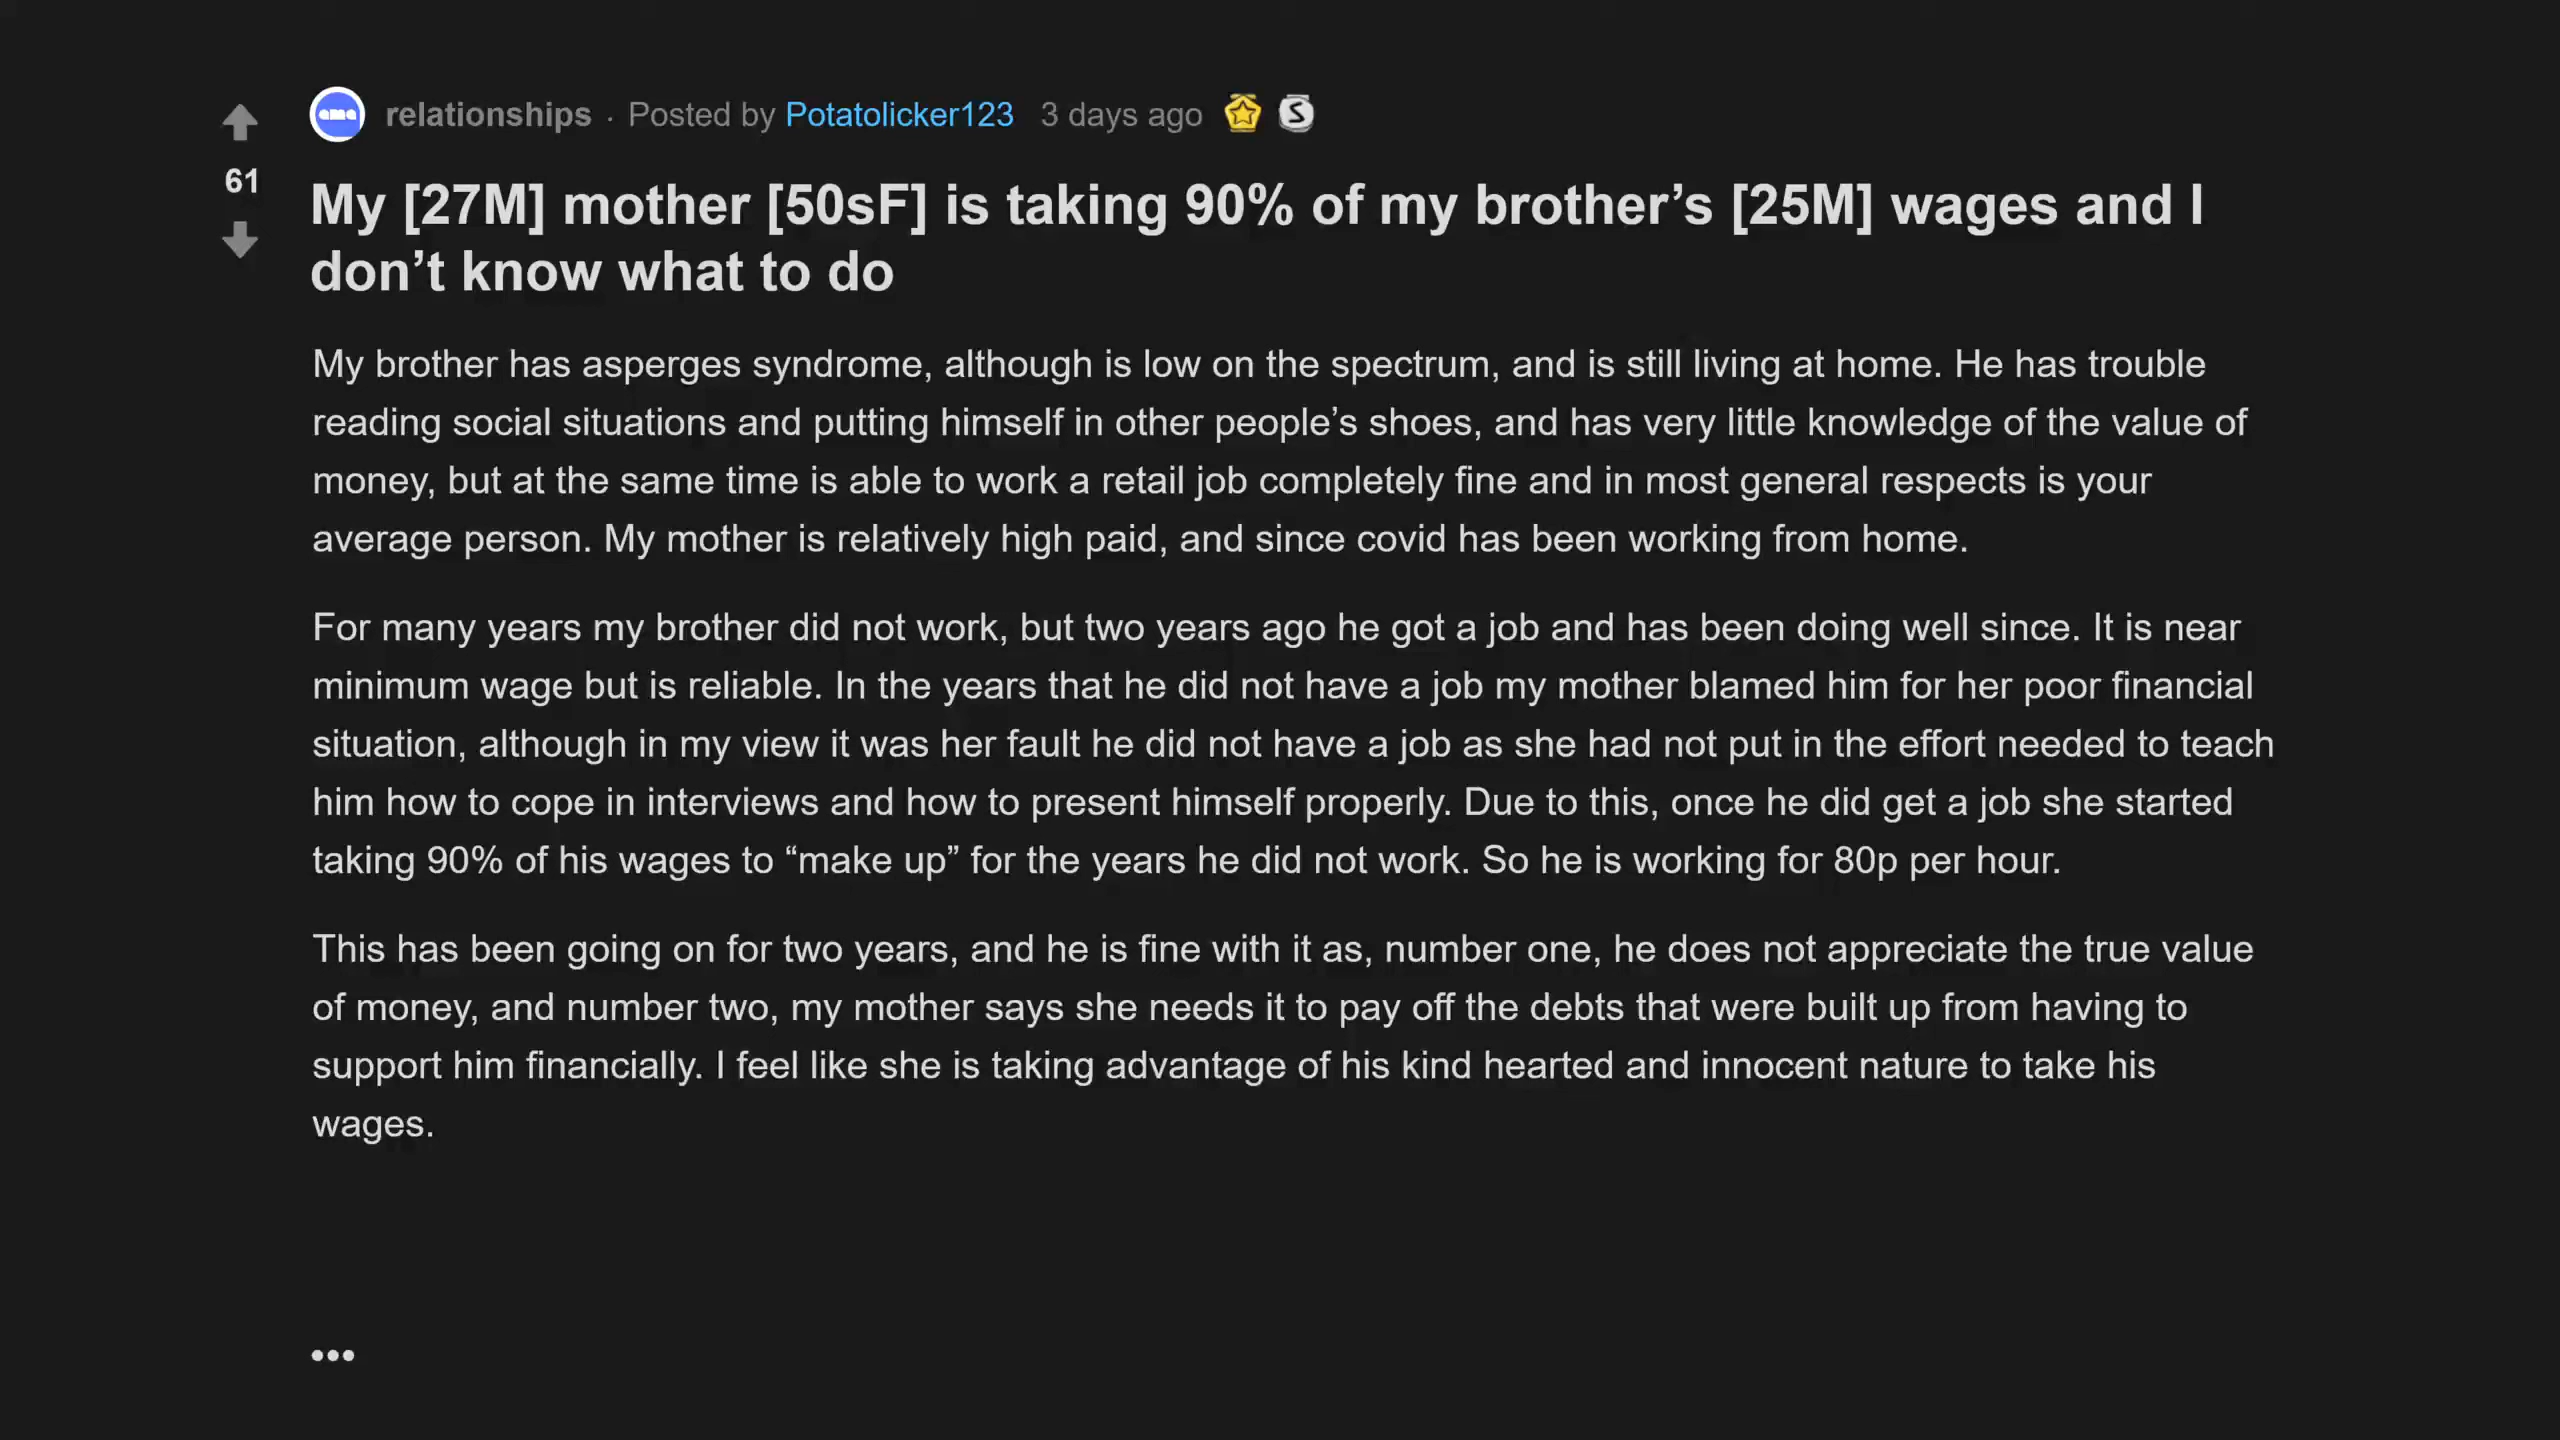 ama relationships · Posted by Potatolicker123 3 days ago S
61
My [27M] mother [50sF] is taking 90% of my brother’s [25M] wages and I
don’t know what to do
My brother has asperges syndrome, although is low on the spectrum, and is still living at home. He has trouble
reading social situations and putting himself in other people’s shoes, and has very little knowledge of the value of
money, but at the same time is able to work a retail job completely fine and in most general respects is your
average person. My mother is relatively high paid, and since covid has been working from home.
For many years my brother did not work, but two years ago he got a job and has been doing well since. It is near
minimum wage but is reliable. In the years that he did not have a job my mother blamed him for her poor financial
situation, although in my view it was her fault he did not have a job as she had not put in the effort needed to teach
him how to cope in interviews and how to present himself properly. Due to this, once he did get a job she started
taking 90% of his wages to “make up” for the years he did not work. So he is working for 80p per hour.
This has been going on for two years, and he is fine with it as, number one, he does not appreciate the true value
of money, and number two, my mother says she needs it to pay off the debts that were built up from having to
support him financially. I feel like she is taking advantage of his kind hearted and innocent nature to take his
wages.
•••